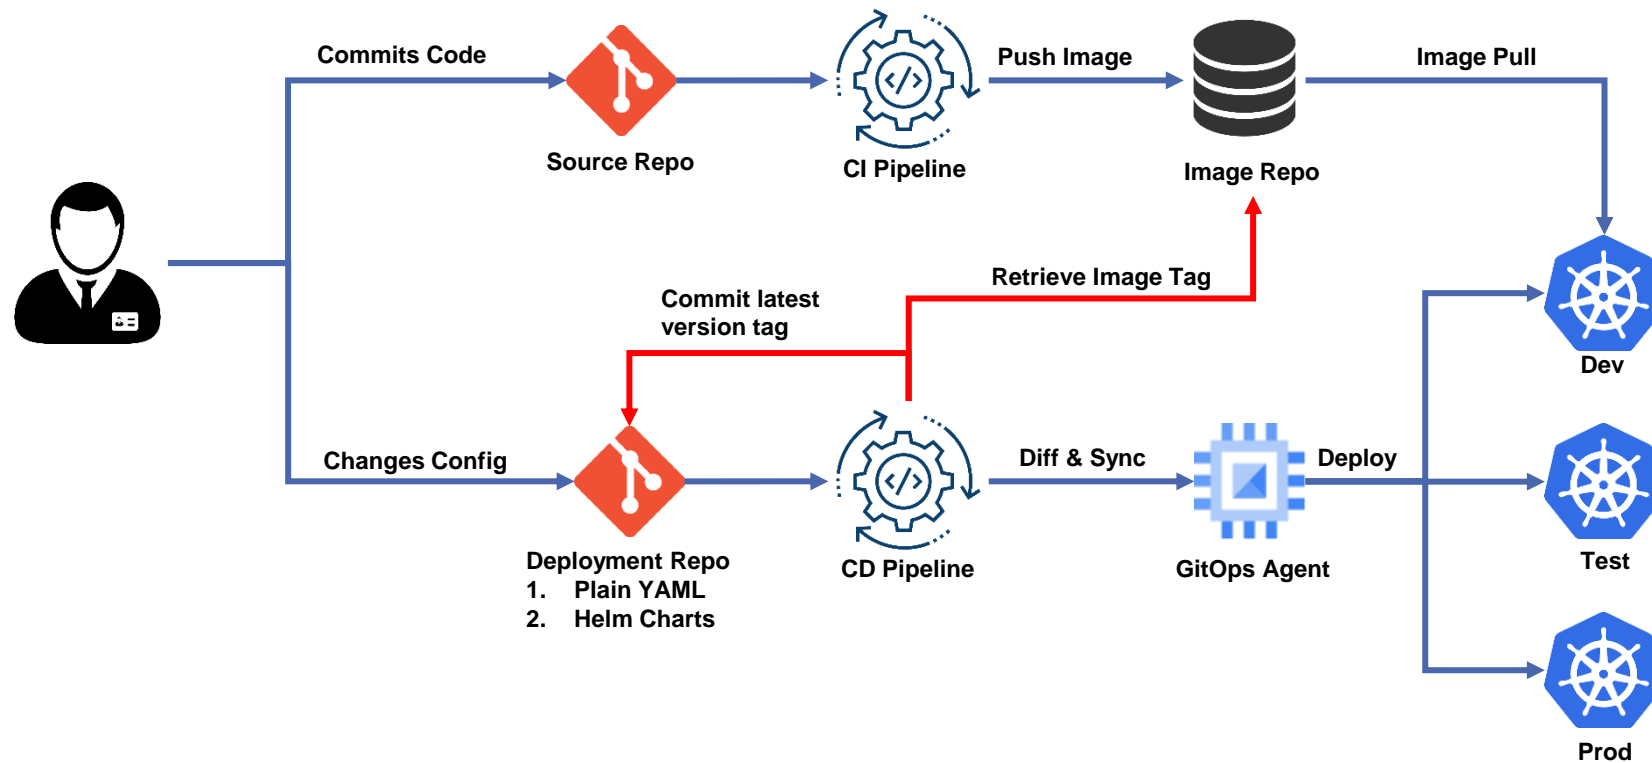 Commits Code
Push Image
Image Pull
Source Repo
CI Pipeline
Image Repo
Retrieve Image Tag
Commit latest
version tag
Dev
Changes Config
Diff & Sync
Deploy
Deployment Repo
1. Plain YAML
2. Helm Charts
CD Pipeline
GitOps Agent
Test
Prod